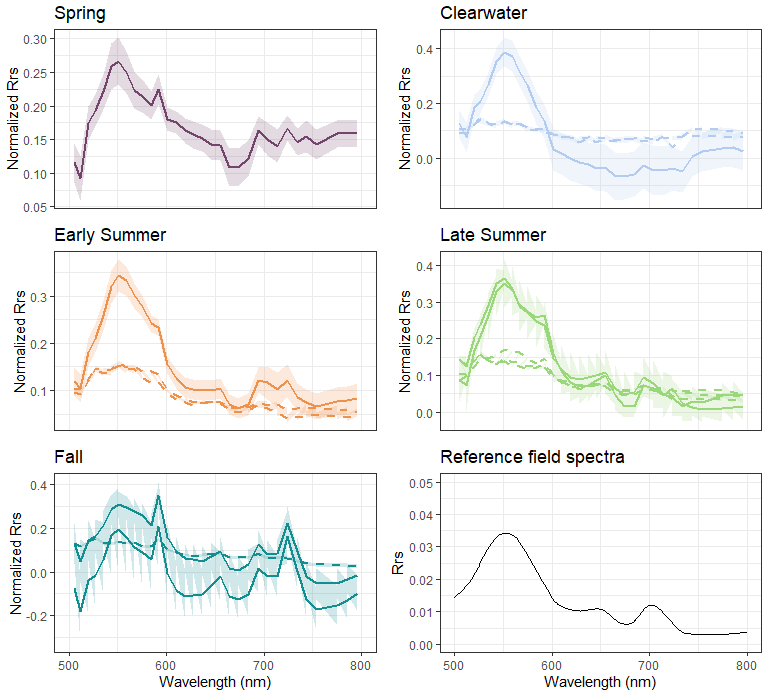 Spring
Clearwater
Normalized Rrs
0.30
0.25
0.20
0.15
0.10
0.05
Normalized Rrs
0.4
0.2
0.0
Early Summer
Late Summer
Normalized Rrs
0.3
0.2
0.1
Normalized Rrs
0.4
0.3
0.2
0.1
0.0
Fall
Reference field spectra
Normalized Rrs
0.4
0.2
0.0
-0.2
Rrs
0.05
0.04
0.03
0.02
0.01
0.00
500 600 700 800
500 600 700 800
Wavelength (nm)
Wavelength (nm)